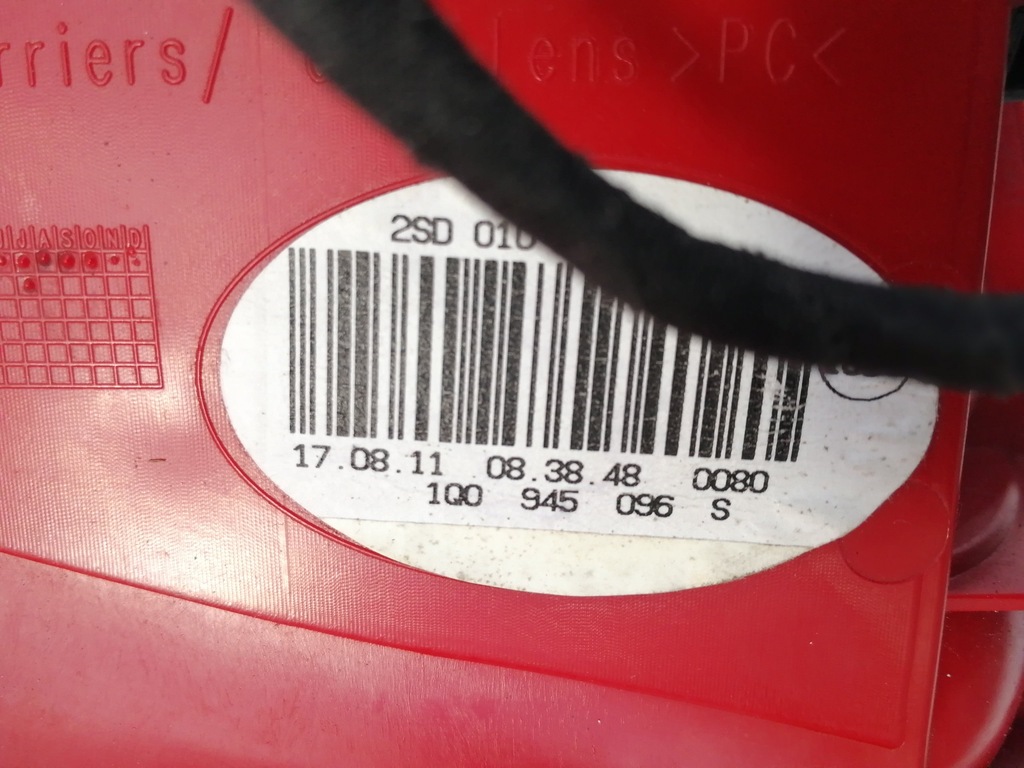 rriers/ Lens >PC<
J J A S O N D
2SD 010
17.08.11 08.38.48 0080
1Q0 945 096 S